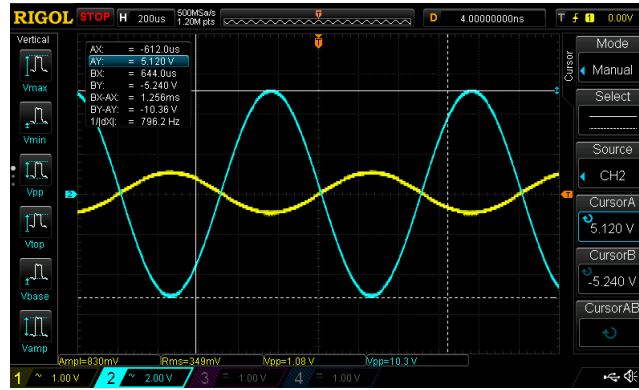 RIGOL STOP H 200us 500MSa/s 1.20M pts D 4.00000000ns T 1 0.00V
Vertical
Vmax
Vmin
Vpp
Vtop
Vbase
Vamp
AX: = -612.0us
AY: = 5.120 V
BX: = 644.0us
BY: = -5.240 V
BX-AX: = 1.256ms
BY-AY: = -10.36 V
1/|dX|: = 796.2 Hz
T
2
T
Cursor
Mode
Manual
Select
Source
CH2
CursorA
5.120 V
CursorB
-5.240 V
CursorAB
Ampl=830mV Rms=349mV Vpp=1.08 V Vpp=10.3 V
1 ~ 1.00 V 2 ~ 2.00 V 3 = 1.00 V 4 = 1.00 V